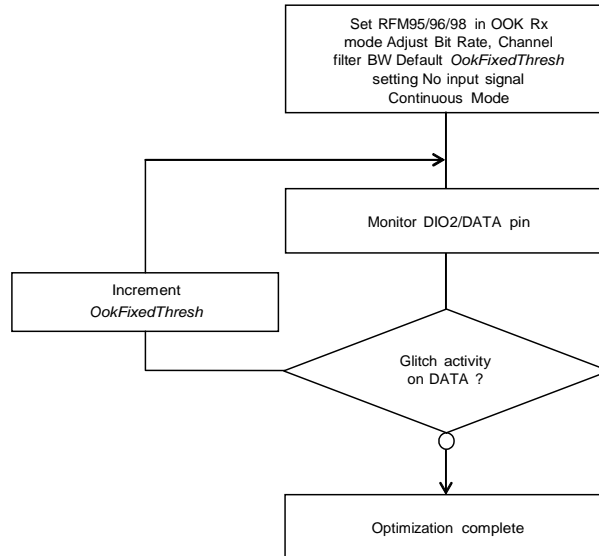 Set RFM95/96/98 in OOK Rx
mode Adjust Bit Rate, Channel
filter BW Default OokFixedThresh
setting No input signal
Continuous Mode
Monitor DIO2/DATA pin
Increment
OokFixedThresh
Glitch activity
on DATA ?
Optimization complete